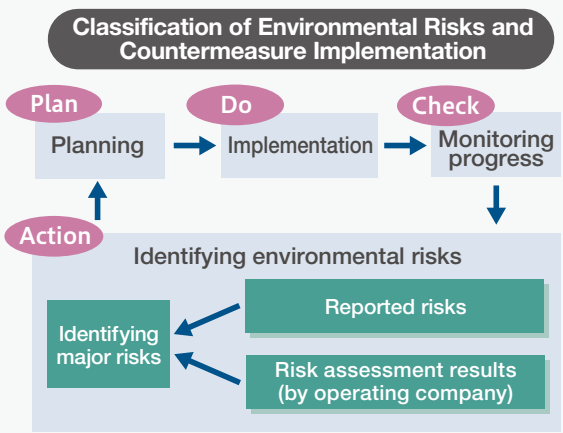 Classification of Environmental Risks and
Countermeasure Implementation
Plan
Planning
Do
Implementation
Check
Monitoring
progress
Action
Identifying environmental risks
Identifying
major risks
Reported risks
Risk assessment results
(by operating company)